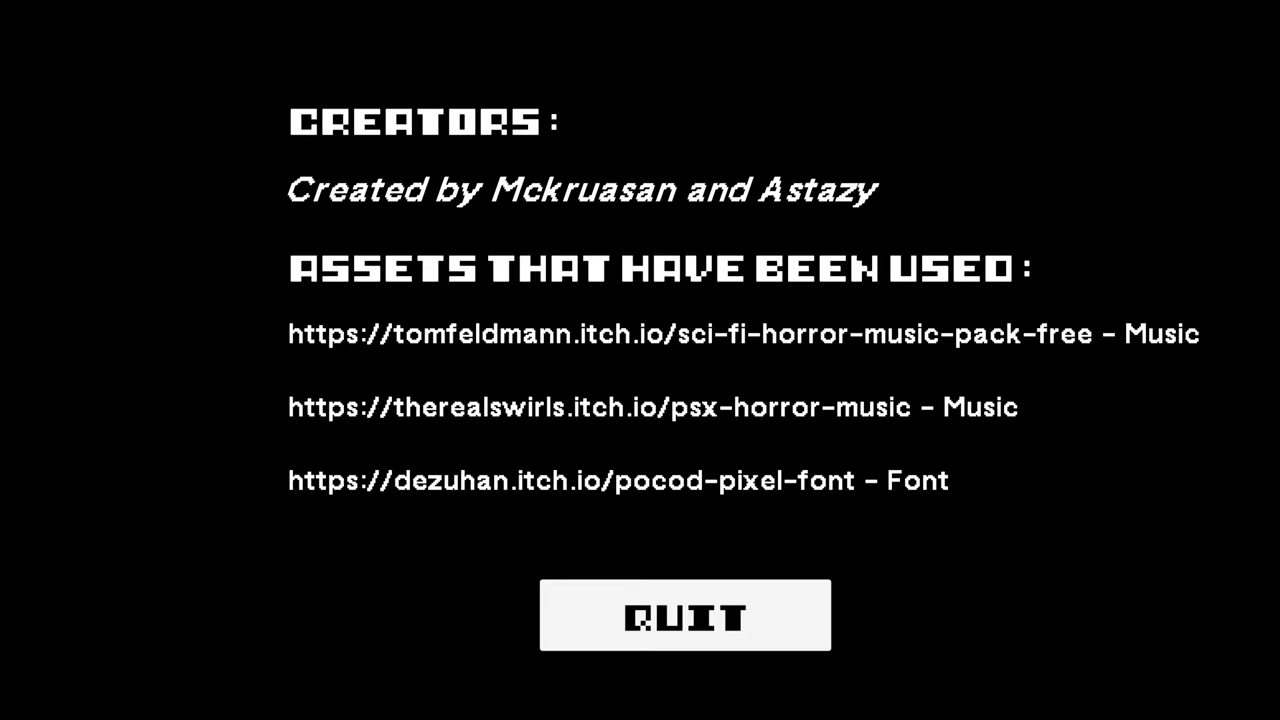 CREATORS:
Created by Mckruasan and Astazy
ASSETS THAT HAVE BEEN USED:
https://tomfeldmann.itch.io/sci-fi-horror-music-pack-free - Music
https://therealswirls.itch.io/psx-horror-music - Music
https://dezuhan.itch.io/pocod-pixel-font - Font
QUIT